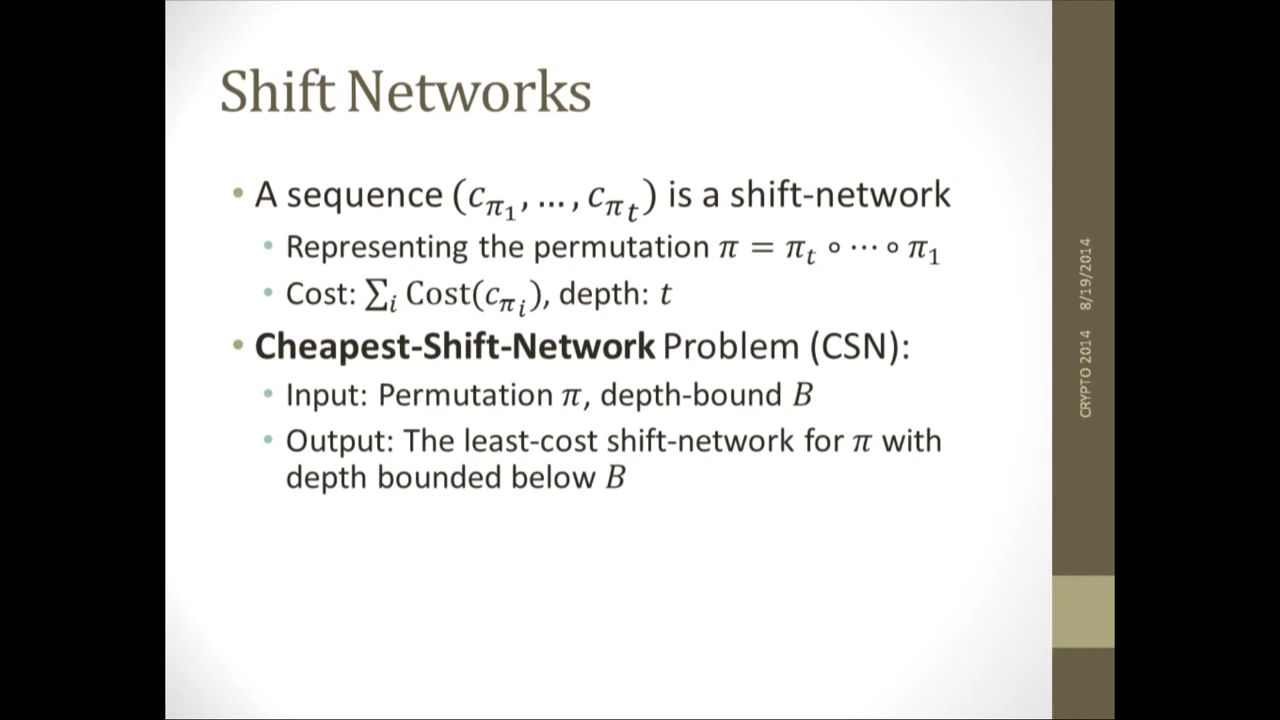 Shift Networks
• A sequence (c_{π_1}, …, c_{π_t}) is a shift-network
• Representing the permutation π = π_t ∘ ⋯ ∘ π_1
• Cost: ∑_i Cost(c_{π_i}), depth: t
• Cheapest-Shift-Network Problem (CSN):
• Input: Permutation π, depth-bound B
• Output: The least-cost shift-network for π with
depth bounded below B
CRYPTO 2014 8/19/2014